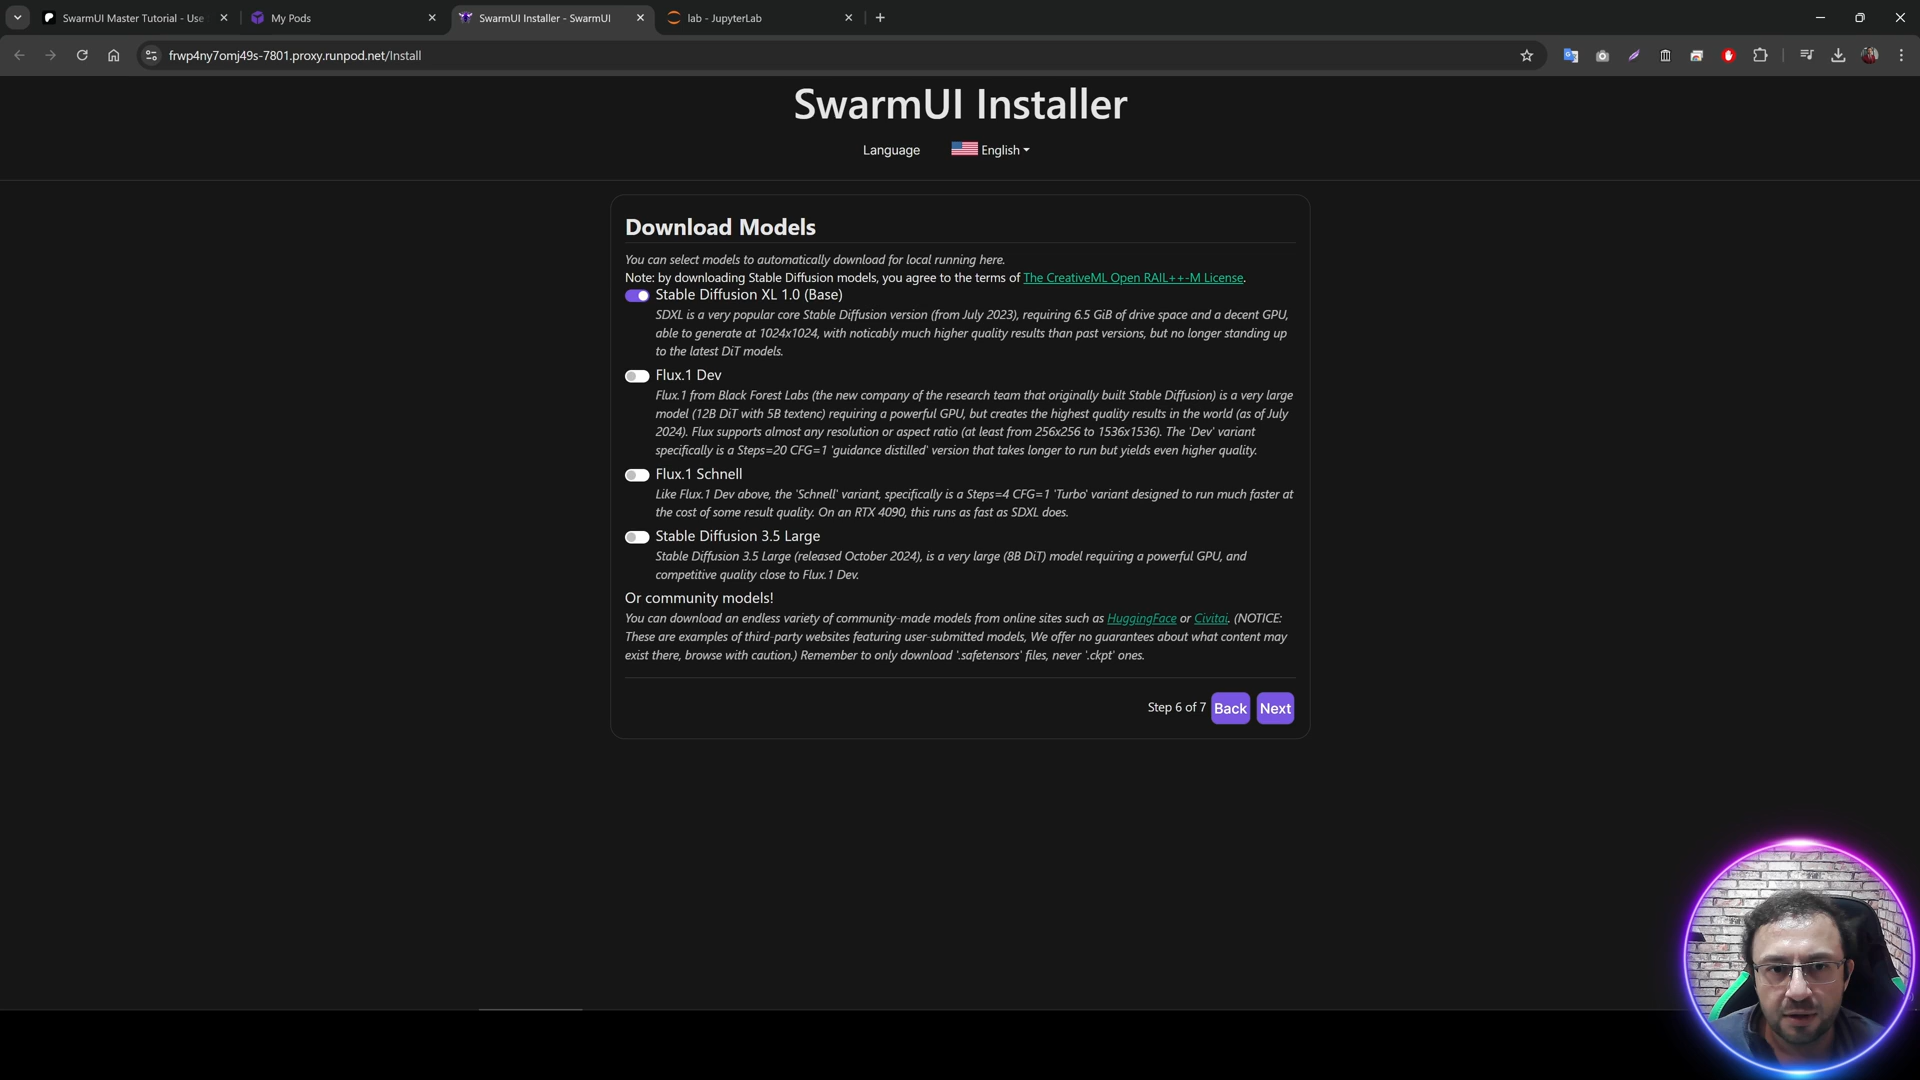 SwarmUI Master Tutorial - Use
My Pods
SwarmUI Installer - SwarmUI
lab - JupyterLab
frwp4ny7omj49s-7801.proxy.runpod.net/Install
SwarmUI Installer
Language
English
Download Models
You can select models to automatically download for local running here.
Note: by downloading Stable Diffusion models, you agree to the terms of The CreativeML Open RAIL++-M License.
Stable Diffusion XL 1.0 (Base)
SDXL is a very popular core Stable Diffusion version (from July 2023), requiring 6.5 GiB of drive space and a decent GPU,
able to generate at 1024x1024, with noticably much higher quality results than past versions, but no longer standing up
to the latest DiT models.
Flux.1 Dev
Flux.1 from Black Forest Labs (the new company of the research team that originally built Stable Diffusion) is a very large
model (12B DiT with 5B textenc) requiring a powerful GPU, but creates the highest quality results in the world (as of July
2024). Flux supports almost any resolution or aspect ratio (at least from 256x256 to 1536x1536). The 'Dev' variant
specifically is a Steps=20 CFG=1 'guidance distilled' version that takes longer to run but yields even higher quality.
Flux.1 Schnell
Like Flux.1 Dev above, the 'Schnell' variant, specifically is a Steps=4 CFG=1 'Turbo' variant designed to run much faster at
the cost of some result quality. On an RTX 4090, this runs as fast as SDXL does.
Stable Diffusion 3.5 Large
Stable Diffusion 3.5 Large (released October 2024), is a very large (8B DiT) model requiring a powerful GPU, and
competitive quality close to Flux.1 Dev.
Or community models!
You can download an endless variety of community-made models from online sites such as HuggingFace or Civitai. (NOTICE:
These are examples of third-party websites featuring user-submitted models, We offer no guarantees about what content may
exist there, browse with caution.) Remember to only download '.safetensors' files, never '.ckpt' ones.
Step 6 of 7 Back Next